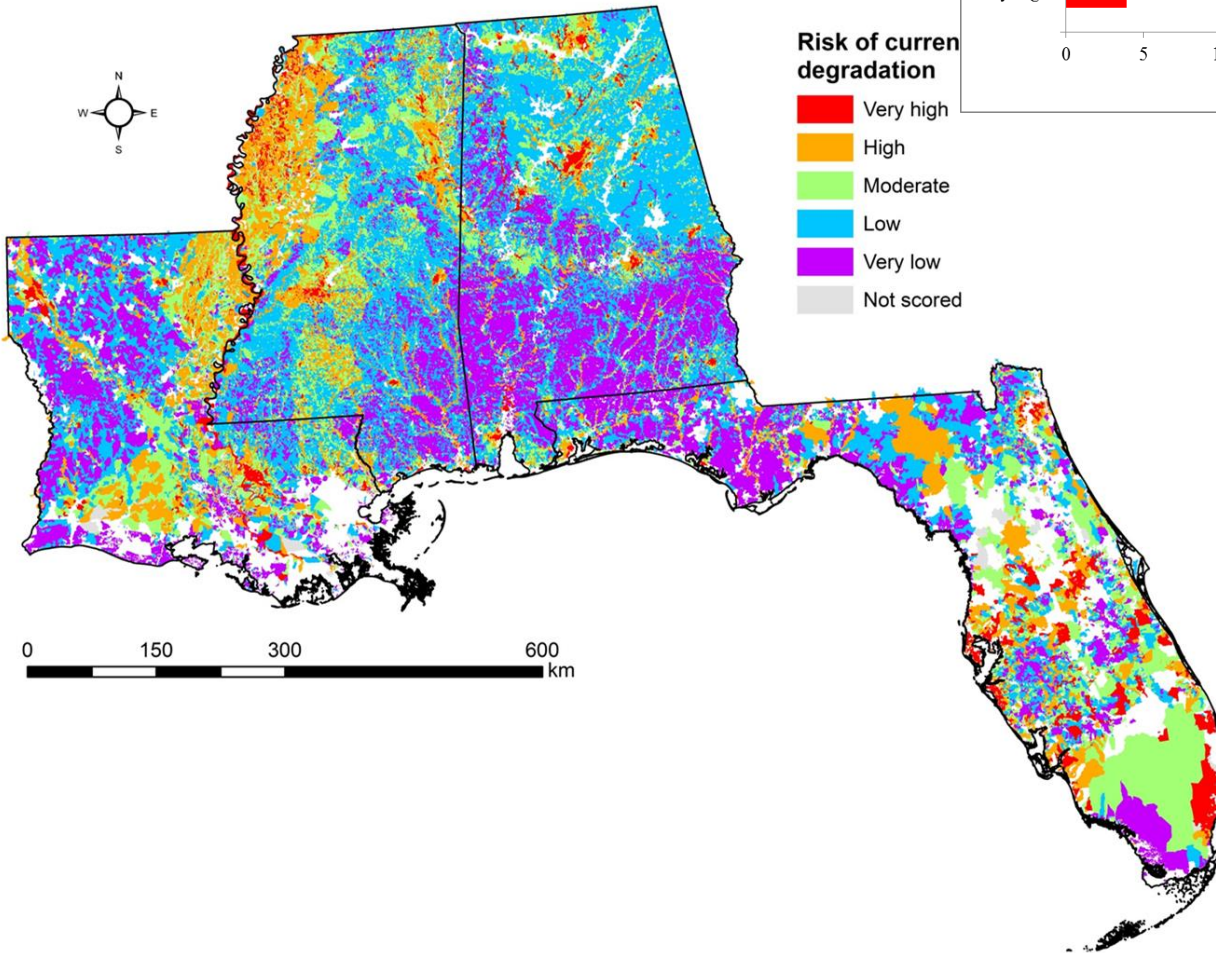 Risk of curren
degradation
Very high
High
Moderate
Low
Very low
Not scored
N
W E
S
0 5 1
0 150 300 600
km